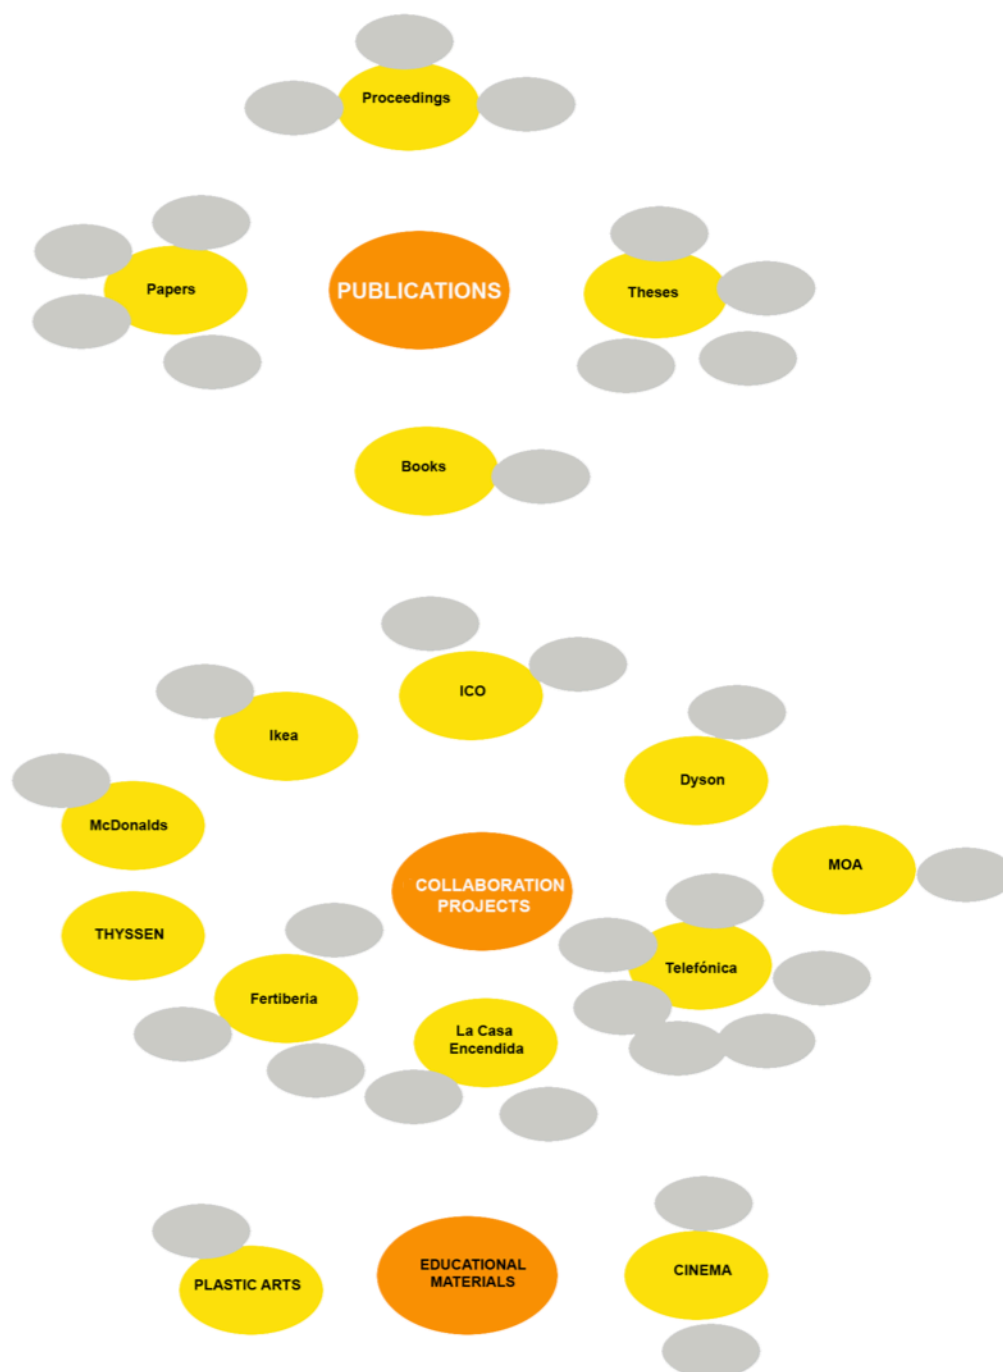 Proceedings
Papers
PUBLICATIONS
Theses
Books
ICO
Ikea
Dyson
McDonalds
MOA
COLLABORATION
PROJECTS
THYSSEN
Telefónica
Fertiberia
La Casa
Encendida
EDUCATIONAL
MATERIALS
PLASTIC ARTS
CINEMA